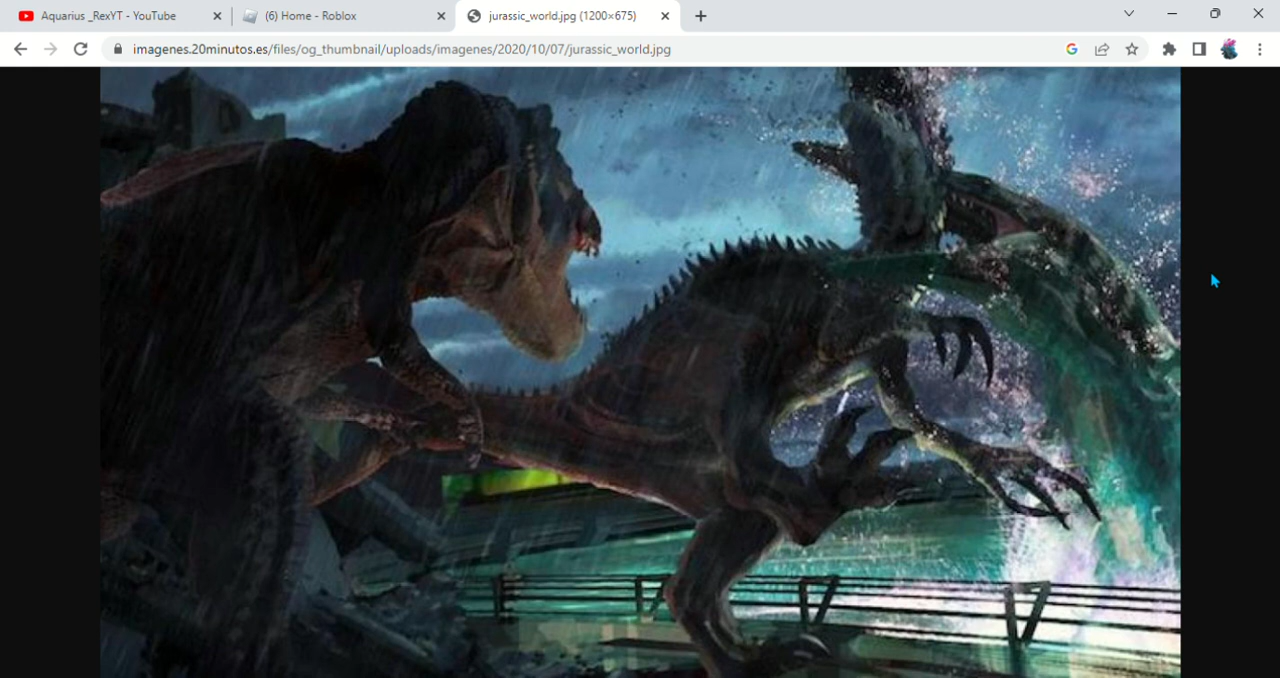 Aquarius _RexYT - YouTube
(6) Home - Roblox
jurassic_world.jpg (1200×675)
imagenes.20minutos.es/files/og_thumbnail/uploads/imagenes/2020/10/07/jurassic_world.jpg